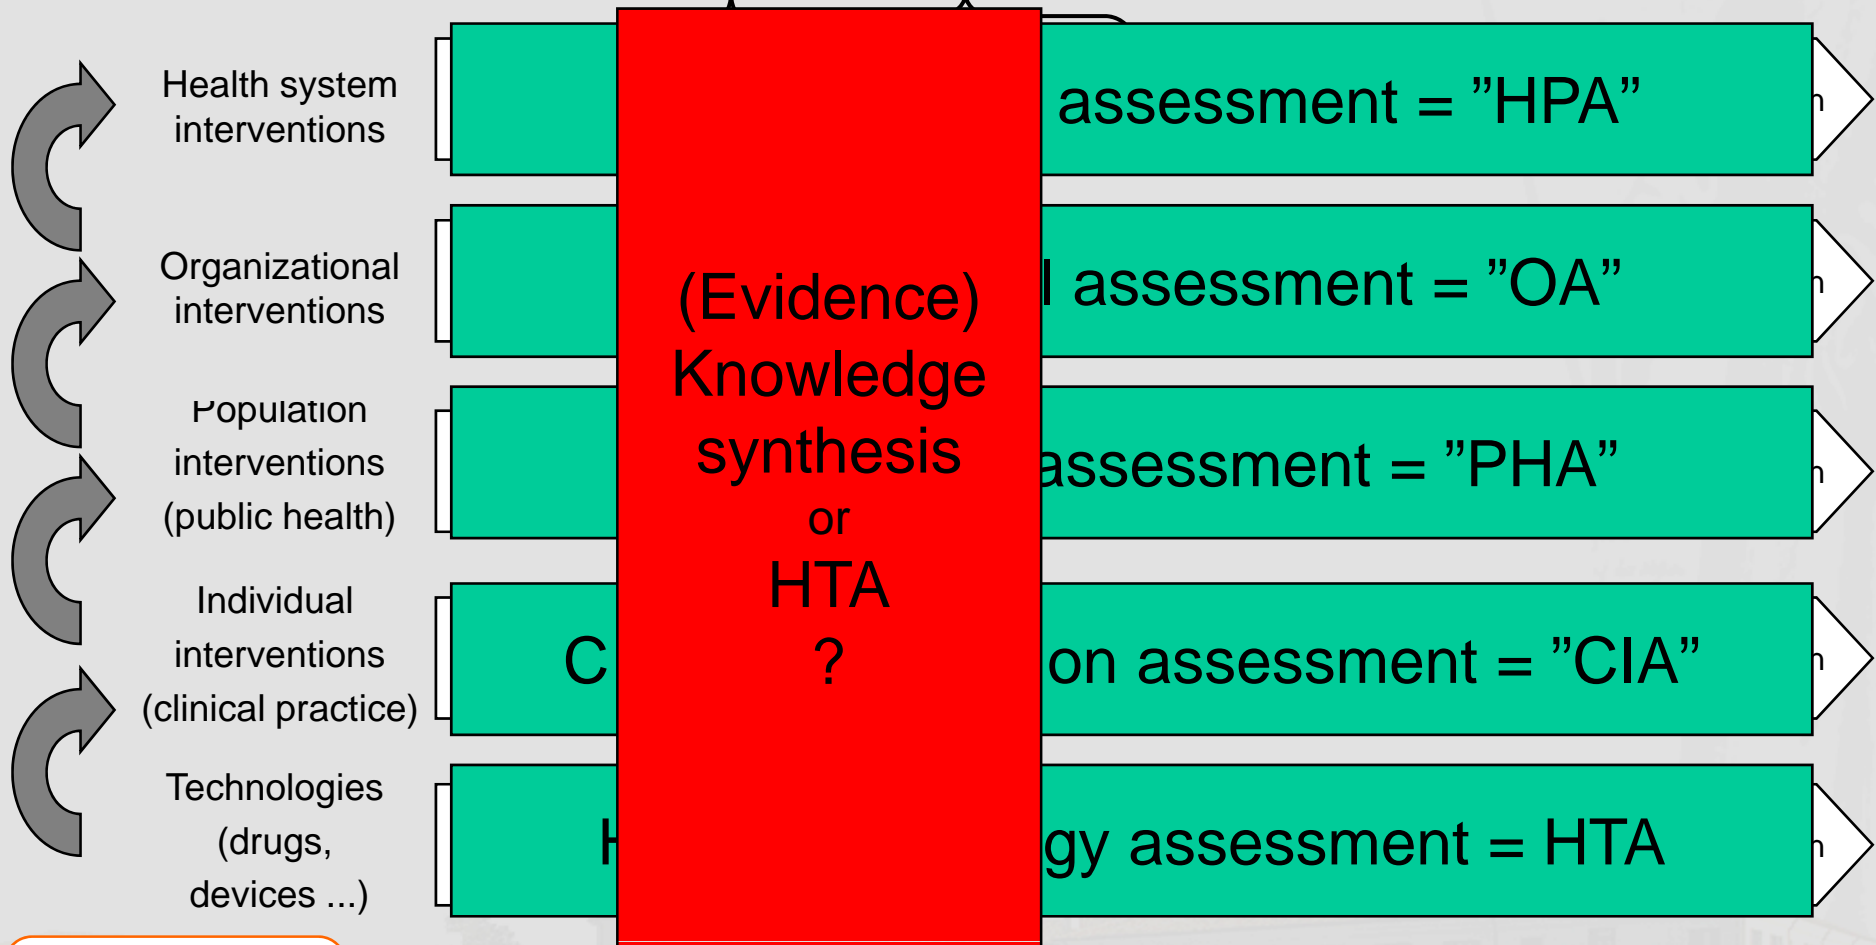 Health system
interventions
assessment = ”HPA”
n
Organizational
interventions
l assessment = ”OA”
n
Population
interventions
(public health)
assessment = ”PHA”
n
Individual
interventions
(clinical practice)
C
on assessment = ”CIA”
n
Technologies
(drugs,
devices ...)
H
gy assessment = HTA
n
(Evidence)
Knowledge
synthesis
or
HTA
?